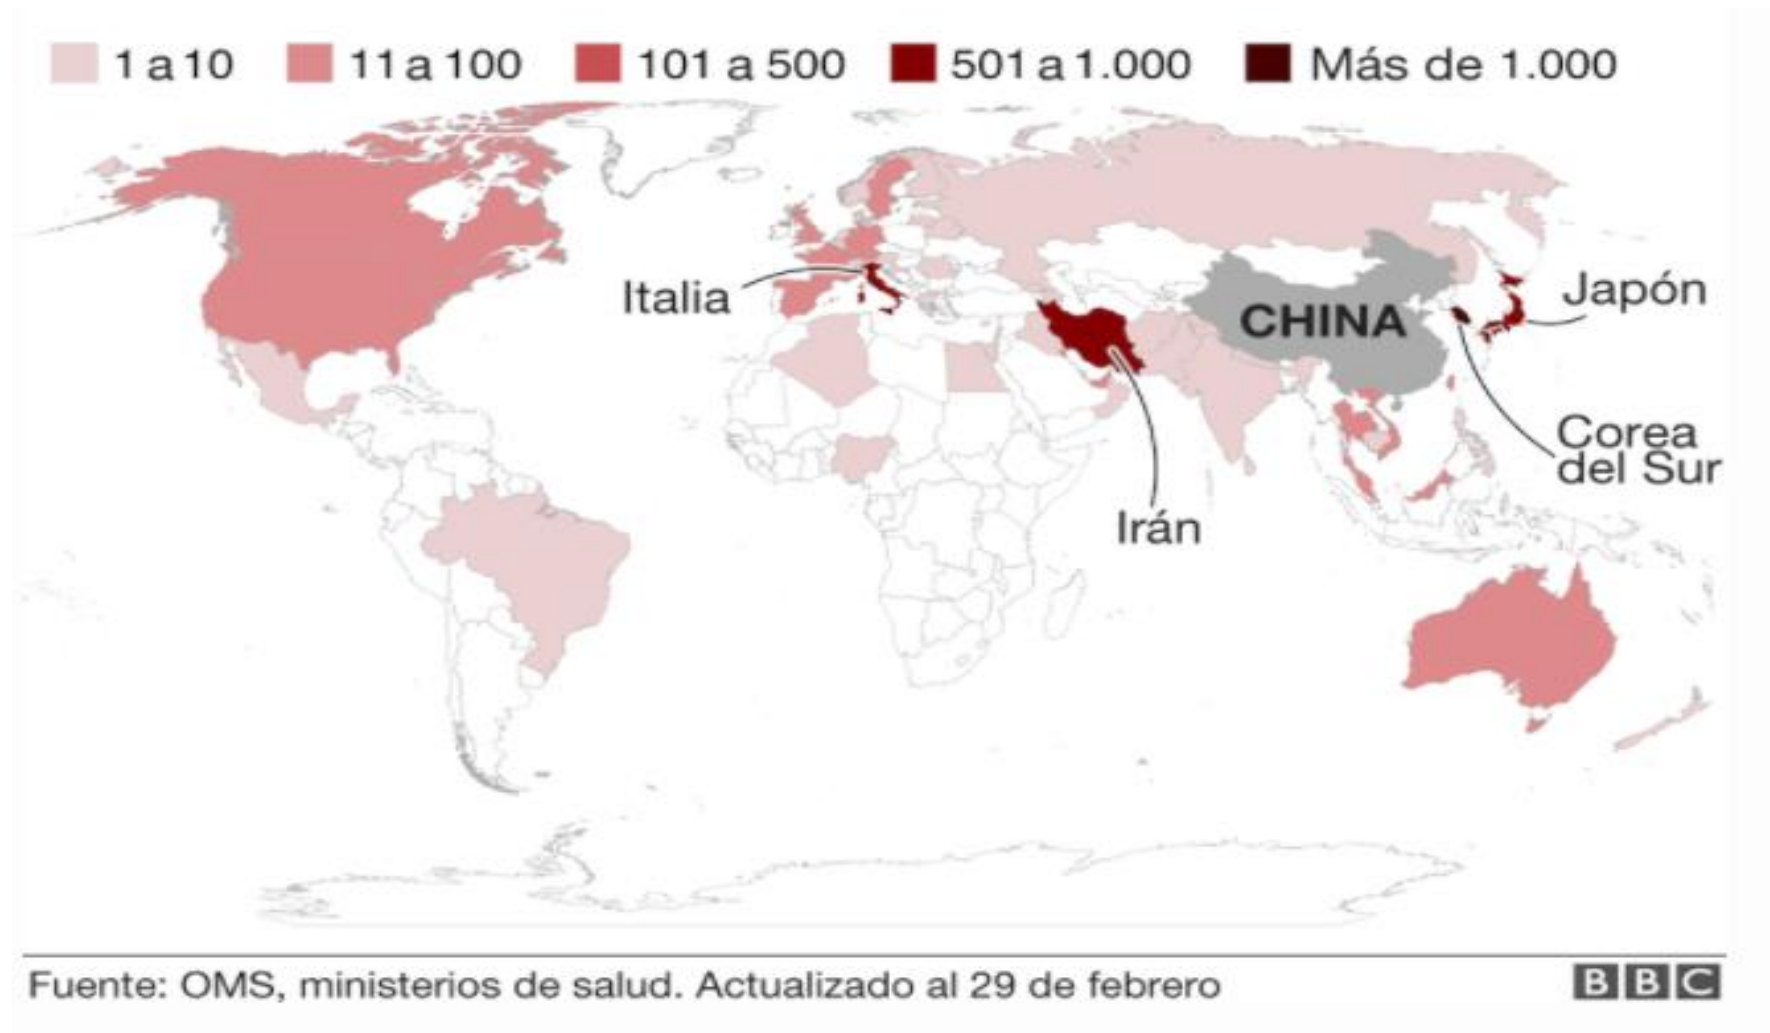 1 a 10 11 a 100 101 a 500 501 a 1.000 Más de 1.000
Italia
CHINA
Japón
Corea
del Sur
Irán
Fuente: OMS, ministerios de salud. Actualizado al 29 de febrero
BBC